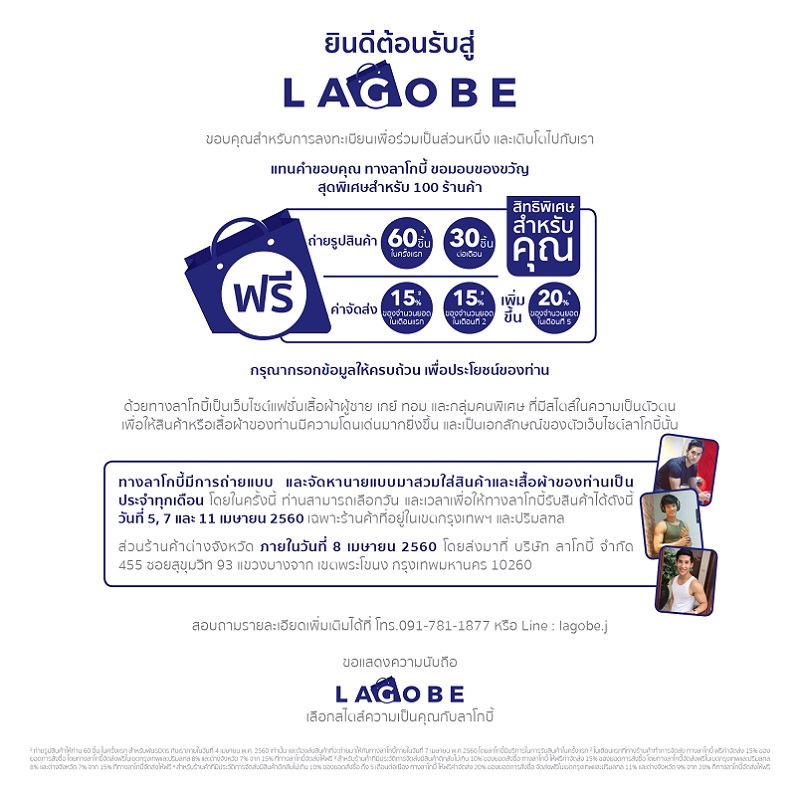 ยินดีต้อนรับสู่
LAGOBE
ขอบคุณสำหรับการลงทะเบียนเพื่อร่วมเป็นส่วนหนึ่ง และเติบโตไปกับเรา
แทนคำขอบคุณ ทางลาโกบี้ ขอมอบของขวัญ
สุดพิเศษสำหรับ 100 ร้านค้า
สิทธิพิเศษ
สำหรับ
คุณ
ฟรี
ถ่ายรูปสินค้า 60 ชิ้น¹ ในครั้งแรก 30 ชิ้น ต่อเดือน
ค่าจัดส่ง 15%² ของจำนวนยอด ในเดือนแรก 15%³ ของจำนวนยอด ในเดือนที่ 2 เพิ่มขึ้น 20%⁴ ของจำนวนยอด ในเดือนที่ 5
กรุณากรอกข้อมูลให้ครบถ้วน เพื่อประโยชน์ของท่าน
ด้วยทางลาโกบี้เป็นเว็บไซต์แฟชั่นเสื้อผ้าผู้ชาย เกย์ ทอม และกลุ่มคนพิเศษ ที่มีสไตล์ในความเป็นตัวตน
เพื่อให้สินค้าหรือเสื้อผ้าของท่านมีความโดนเด่นมากยิ่งขึ้น และเป็นเอกลักษณ์ของตัวเว็บไซต์ลาโกบี้นั้น
ทางลาโกบี้มีการถ่ายแบบ และจัดหานายแบบมาสวมใส่สินค้าและเสื้อผ้าของท่านเป็น
ประจำทุกเดือน โดยในครั้งนี้ ท่านสามารถเลือกวัน และเวลาเพื่อให้ทางลาโกบี้รับสินค้าได้ดังนี้
วันที่ 5, 7 และ 11 เมษายน 2560 เฉพาะร้านค้าที่อยู่ในเขตกรุงเทพฯ และปริมลฑล
ส่วนร้านค้าต่างจังหวัด ภายในวันที่ 8 เมษายน 2560 โดยส่งมาที่ บริษัท ลาโกบี้ จำกัด
455 ซอยสุขุมวิท 93 แขวงบางจาก เขตพระโขนง กรุงเทพมหานคร 10260
สอบถามรายละเอียดเพิ่มเติมได้ที่ โทร.091-781-1877 หรือ Line : lagobe.j
ขอแสดงความนับถือ
LAGOBE
เลือกสไตล์ความเป็นคุณกับลาโกบี้